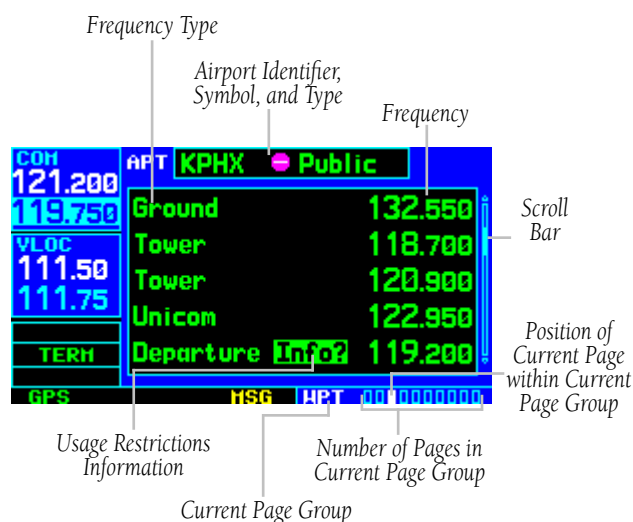 Frequency Type
Airport Identifier,
Symbol, and Type
Frequency
COM
121.200
119.750
VLOC
111.50
111.75
TERM
GPS
APT KPHX Public
Ground 132.550
Tower 118.700
Tower 120.900
Unicom 122.950
Departure Info? 119.200
MSG WPT
Scroll
Bar
Position of
Current Page
within Current
Page Group
Usage Restrictions
Information
Number of Pages in
Current Page Group
Current Page Group